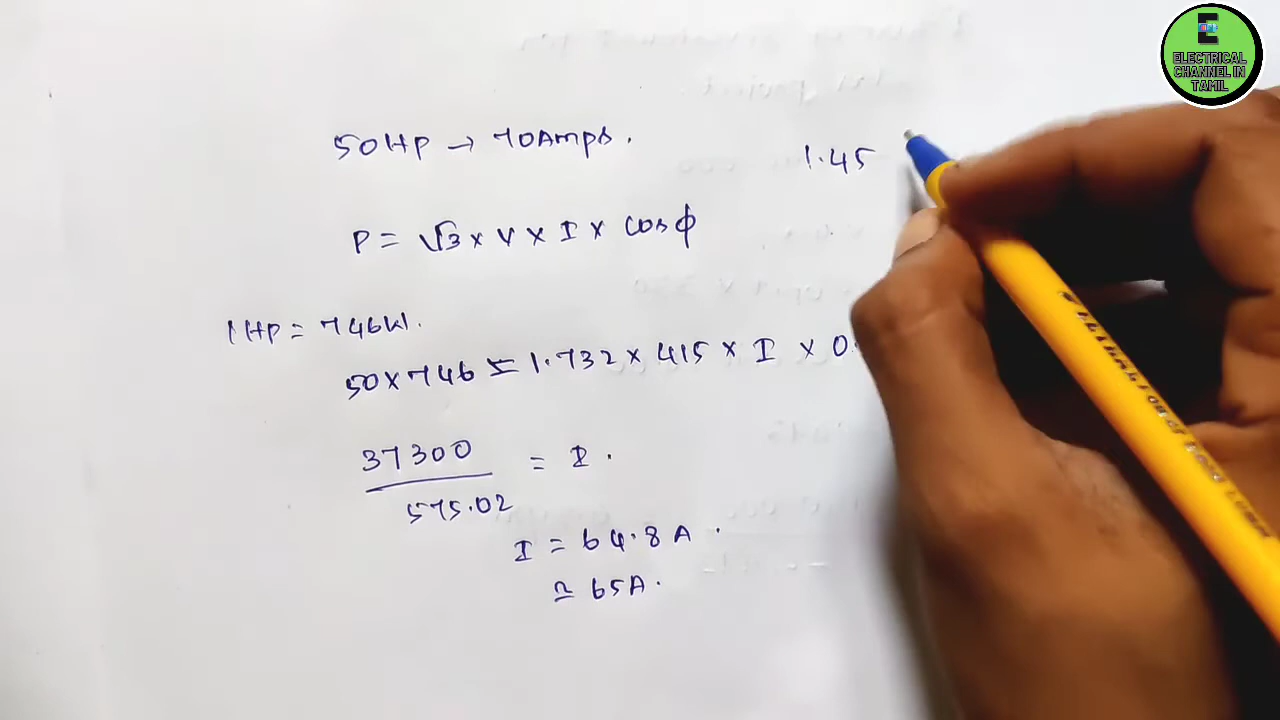 50HP → 70Amps.
1.45
P = √3 × V × I × cos φ
1HP = 746W.
50×746 = 1.732 × 415 × I × 0.
37300
575.02
= I.
I = 64.8A.
≅ 65A.
E
ELECTRICAL
CHANNEL IN
TAMIL